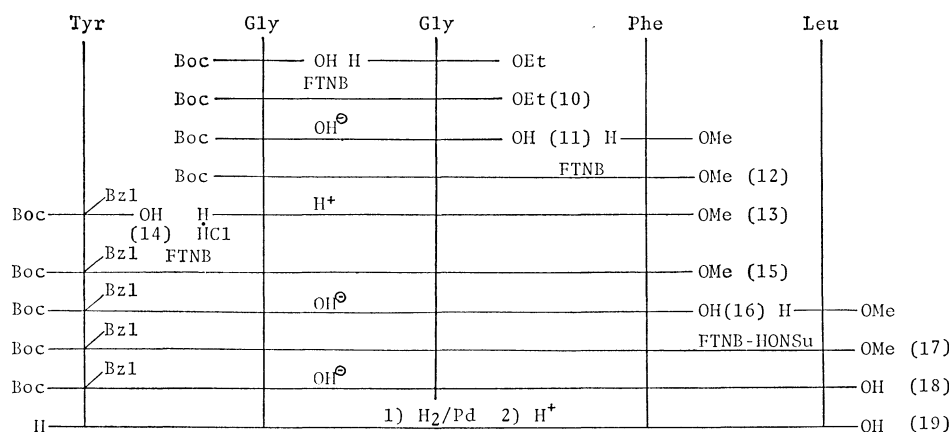 Tyr Gly Gly Phe Leu
Boc OH H OEt
FTNB
Boc OEt(10)
OH⊖
Boc OH (11) H OMe
Boc FTNB OMe (12)
Bzl H+
Boc OH H OMe (13)
(14) HCl
Bzl FTNB
Boc OMe (15)
Bzl OH⊖
Boc OH(16) H OMe
Bzl FTNB-HONSu
Boc OMe (17)
Bzl OH⊖
Boc OH (18)
1) H2/Pd 2) H+
H OH (19)